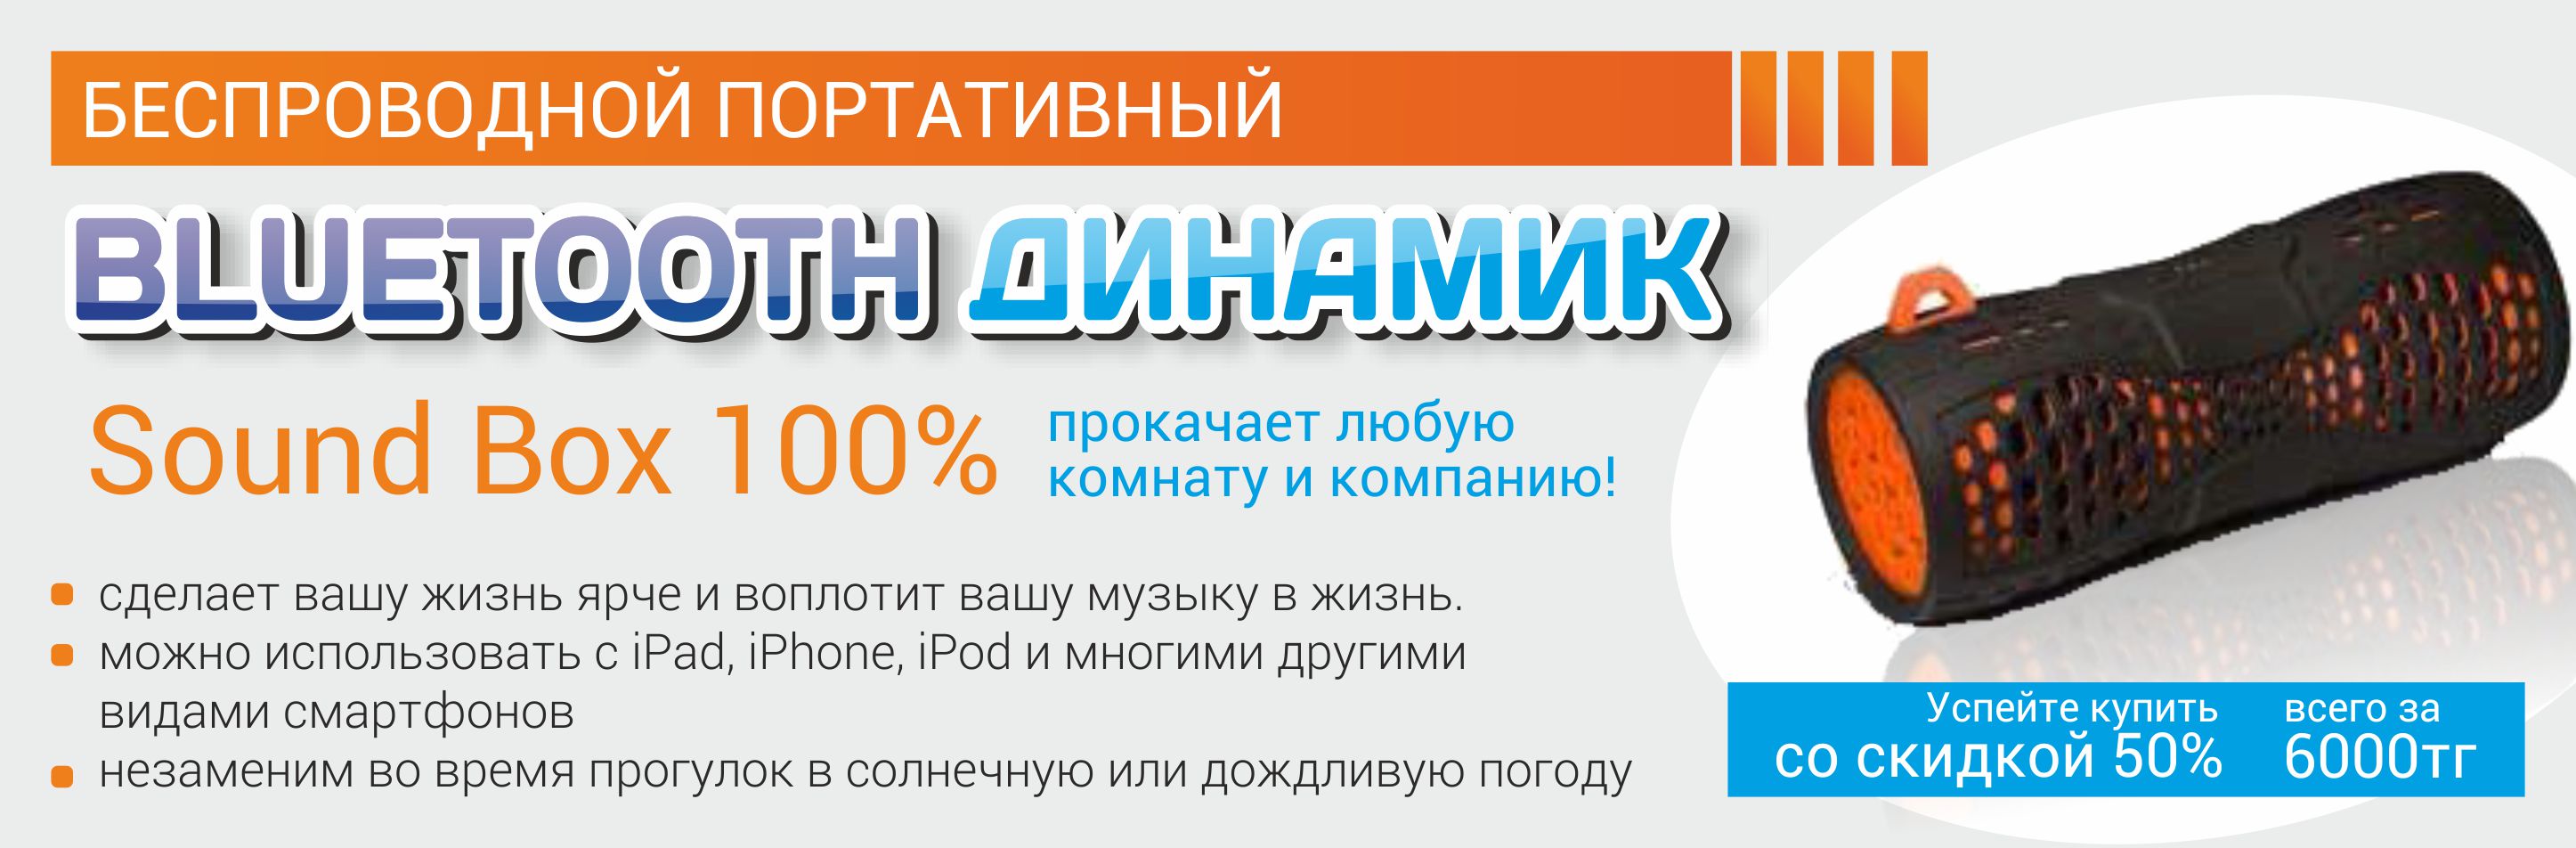 БЕСПРОВОДНОЙ ПОРТАТИВНЫЙ
BLUETOOTH ДИНАМИК
Sound Box 100%
прокачает любую
комнату и компанию!
сделает вашу жизнь ярче и воплотит вашу музыку в жизнь.
можно использовать с iPad, iPhone, iPod и многими другими
видами смартфонов
незаменим во время прогулок в солнечную или дождливую погоду
Успейте купить
со скидкой 50%
всего за
6000тг